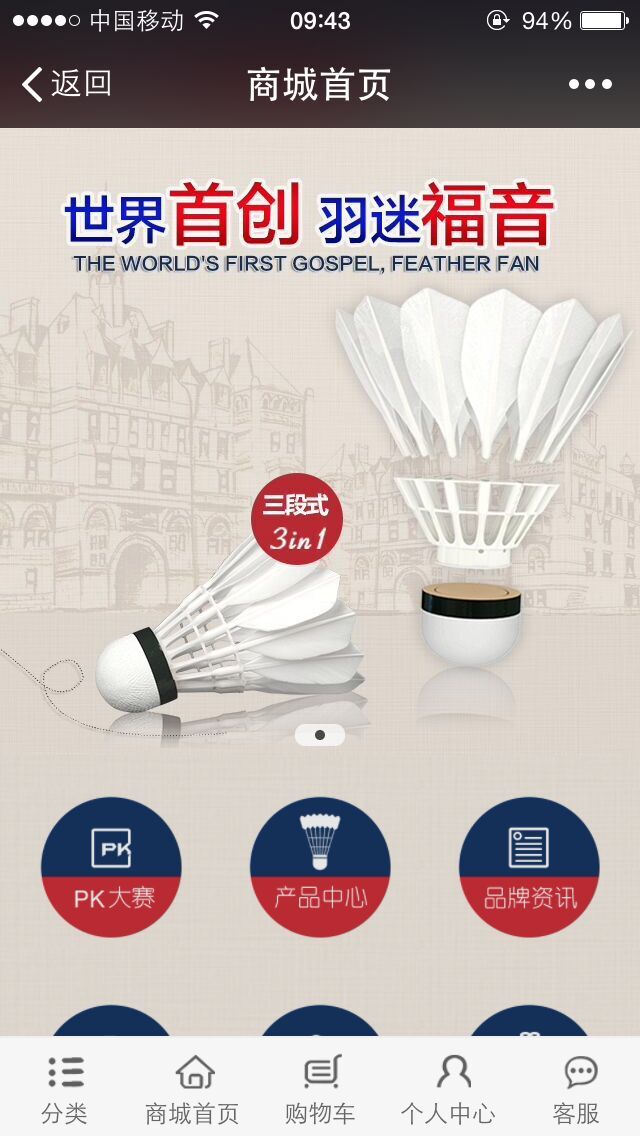 中国移动 09:43 94%
返回 商城首页
世界首创 羽迷福音
THE WORLD'S FIRST GOSPEL, FEATHER FAN
三段式
3in1
PK
PK大赛 产品中心 品牌资讯
分类 商城首页 购物车 个人中心 客服